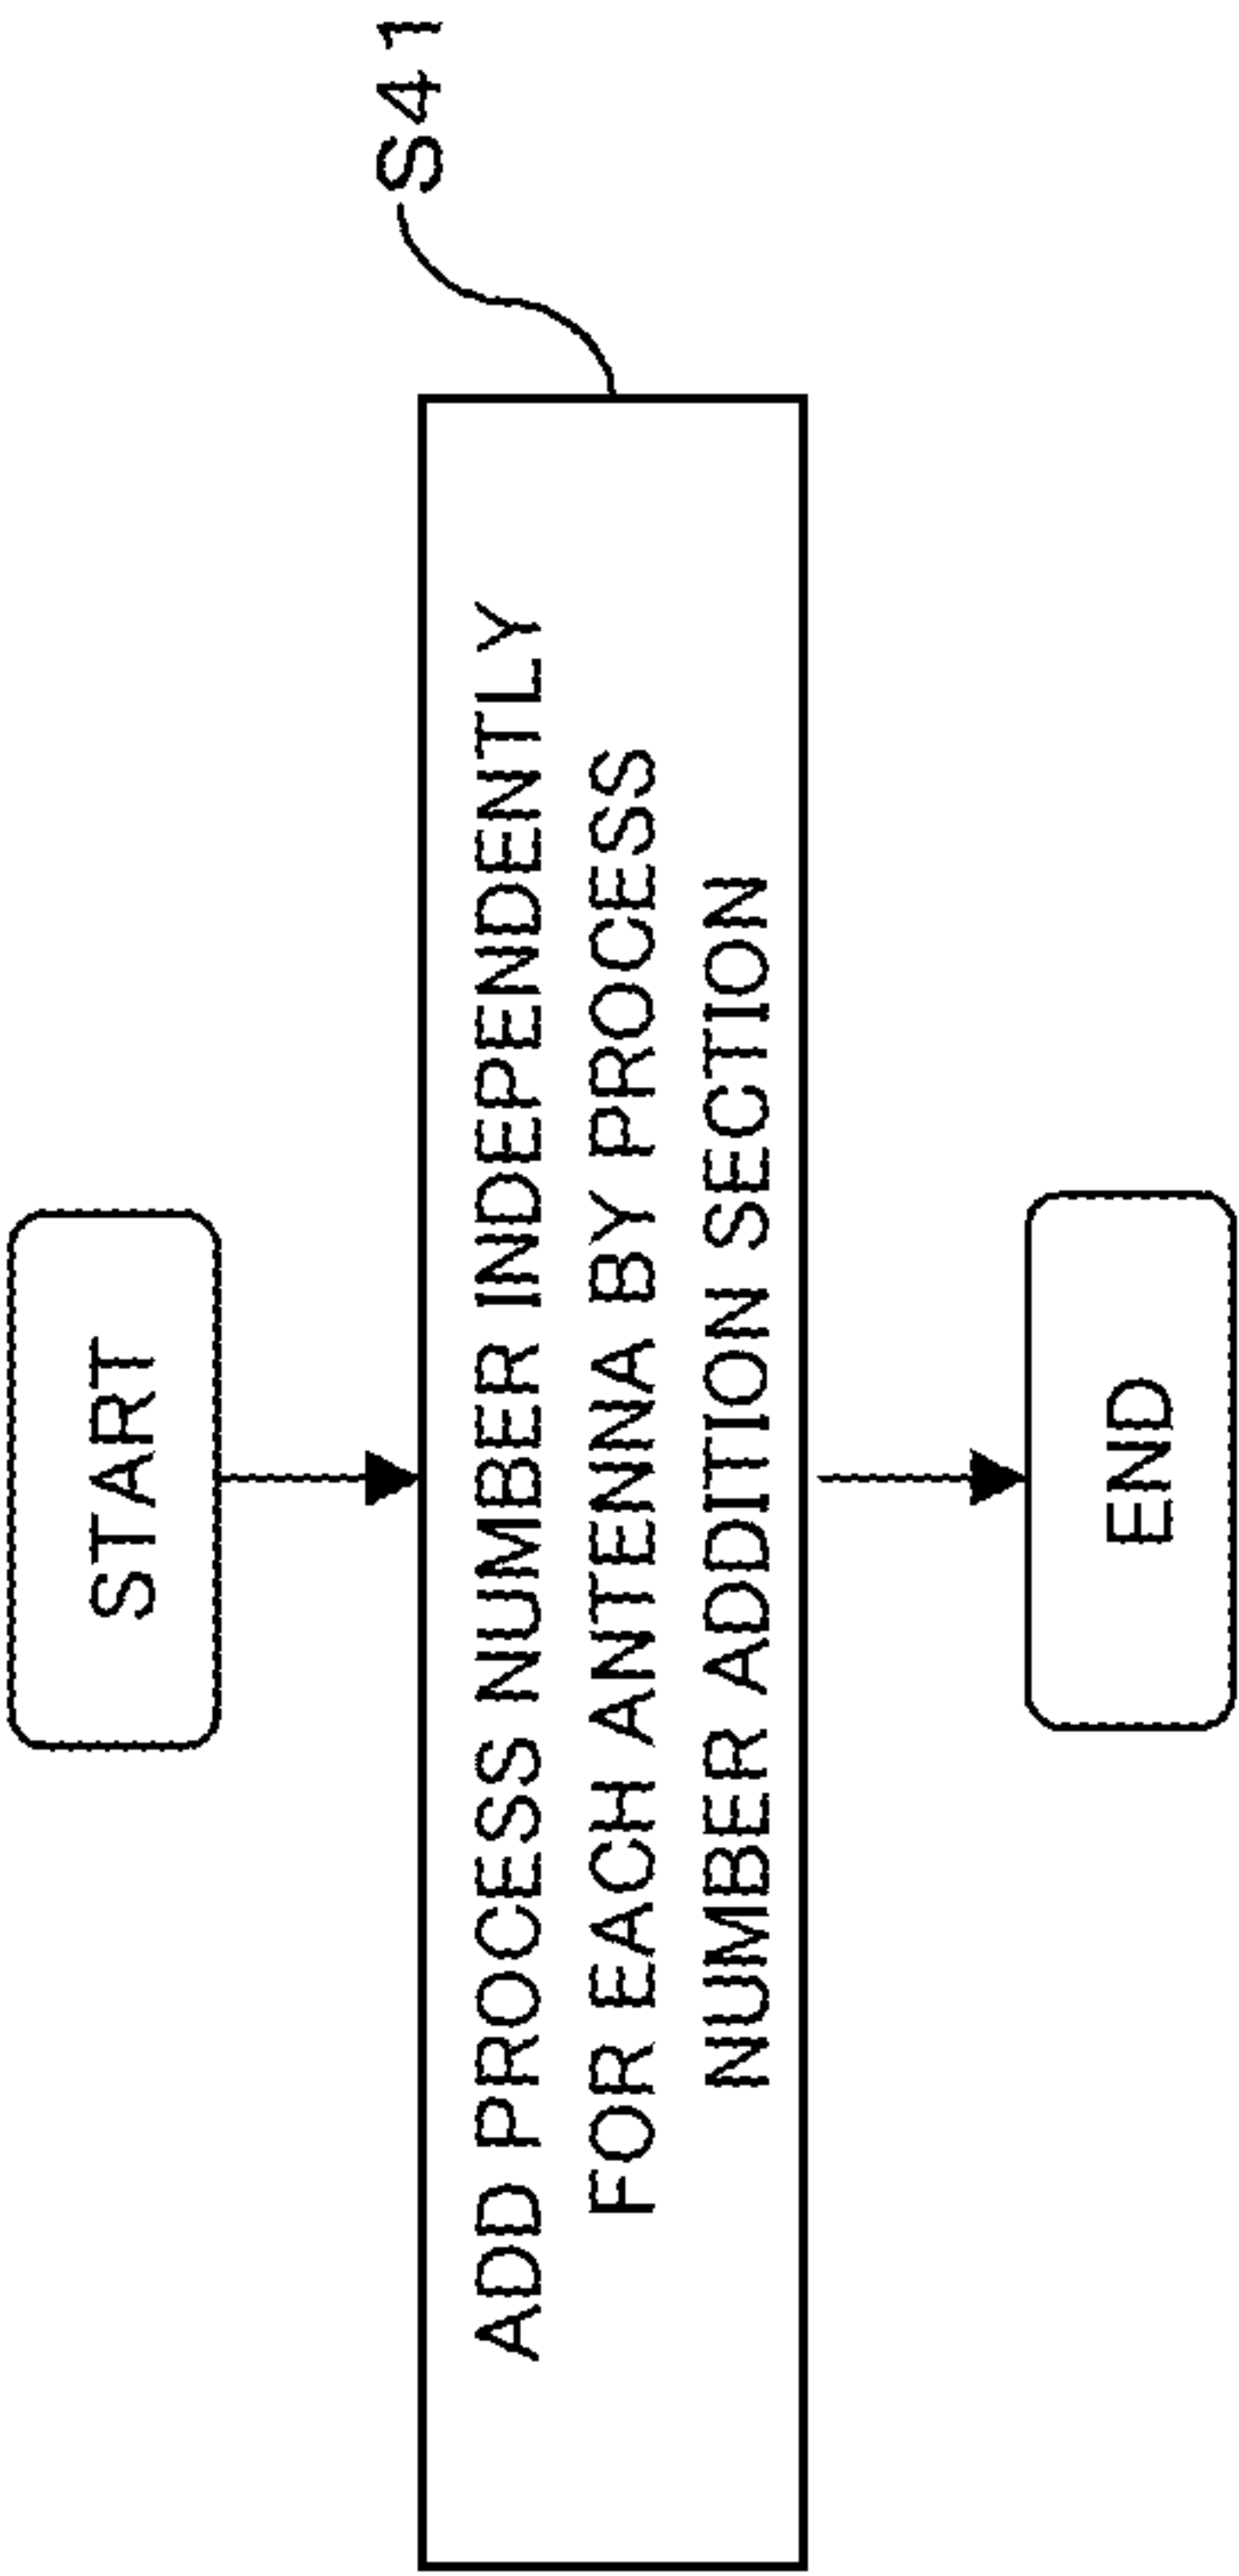 START
S41
ADD PROCESS NUMBER INDEPENDENTLY
FOR EACH ANTENNA BY PROCESS
NUMBER ADDITION SECTION
END